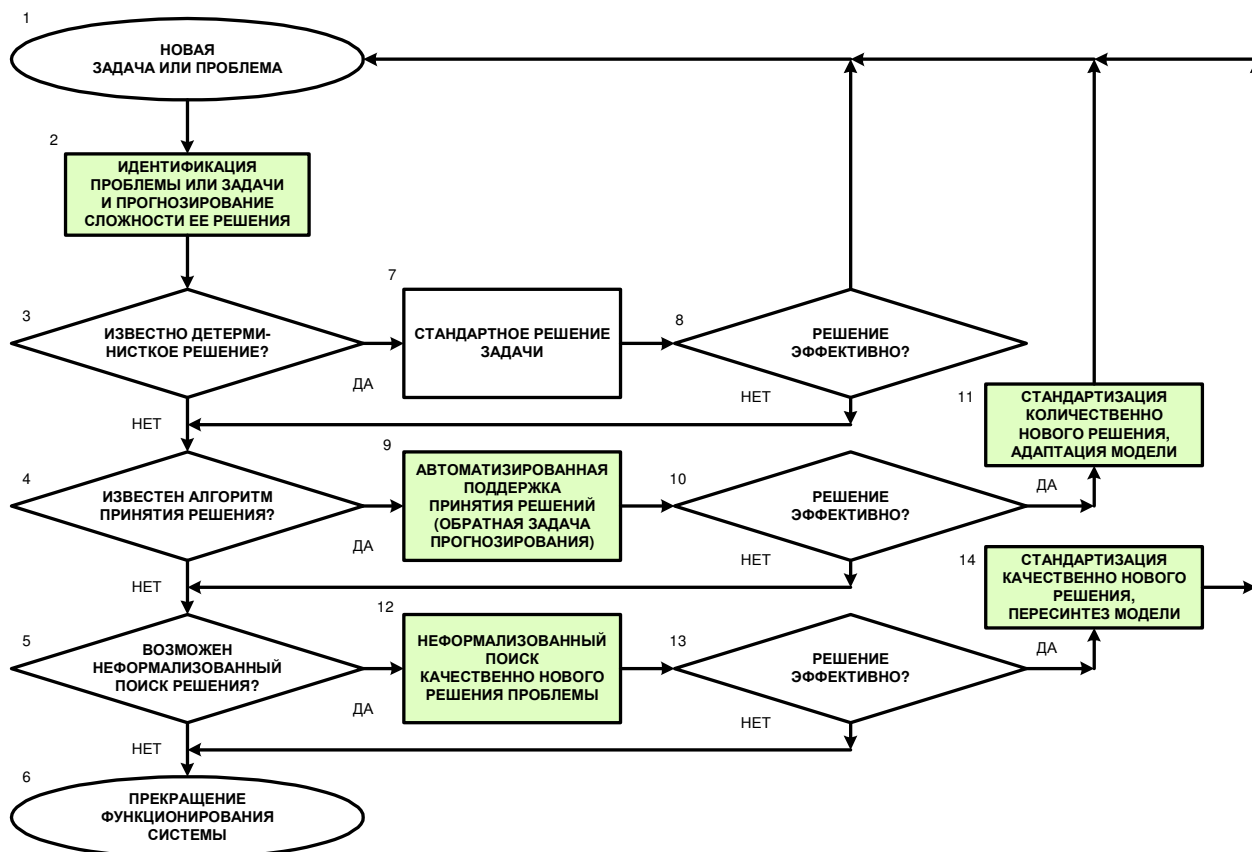 1
НОВАЯ
ЗАДАЧА ИЛИ ПРОБЛЕМА
2
ИДЕНТИФИКАЦИЯ
ПРОБЛЕМЫ ИЛИ ЗАДАЧИ
И ПРОГНОЗИРОВАНИЕ
СЛОЖНОСТИ ЕЕ РЕШЕНИЯ
3
ИЗВЕСТНО ДЕТЕРМИ-
НИСТКОЕ РЕШЕНИЕ?
ДА
НЕТ
7
СТАНДАРТНОЕ РЕШЕНИЕ
ЗАДАЧИ
8
РЕШЕНИЕ
ЭФФЕКТИВНО?
НЕТ
4
ИЗВЕСТЕН АЛГОРИТМ
ПРИНЯТИЯ РЕШЕНИЯ?
ДА
НЕТ
9
АВТОМАТИЗИРОВАННАЯ
ПОДДЕРЖКА
ПРИНЯТИЯ РЕШЕНИЙ
(ОБРАТНАЯ ЗАДАЧА
ПРОГНОЗИРОВАНИЯ)
10
РЕШЕНИЕ
ЭФФЕКТИВНО?
ДА
НЕТ
11
СТАНДАРТИЗАЦИЯ
КОЛИЧЕСТВЕННО
НОВОГО РЕШЕНИЯ,
АДАПТАЦИЯ МОДЕЛИ
5
ВОЗМОЖЕН
НЕФОРМАЛИЗОВАННЫЙ
ПОИСК РЕШЕНИЯ?
ДА
НЕТ
12
НЕФОРМАЛИЗОВАННЫЙ
ПОИСК
КАЧЕСТВЕННО НОВОГО
РЕШЕНИЯ ПРОБЛЕМЫ
13
РЕШЕНИЕ
ЭФФЕКТИВНО?
ДА
НЕТ
14
СТАНДАРТИЗАЦИЯ
КАЧЕСТВЕННО НОВОГО
РЕШЕНИЯ,
ПЕРЕСИНТЕЗ МОДЕЛИ
6
ПРЕКРАЩЕНИЕ
ФУНКЦИОНИРОВАНИЯ
СИСТЕМЫ